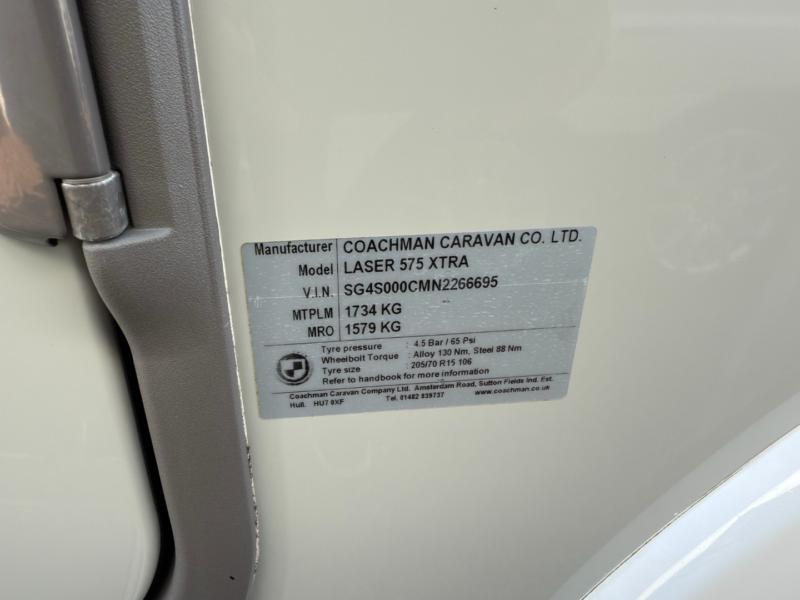 Manufacturer COACHMAN CARAVAN CO. LTD.
Model LASER 575 XTRA
V.I.N. SG4S000CMN2266695
MTPLM 1734 KG
MRO 1579 KG
Tyre pressure : 4.5 Bar / 65 Psi
Wheelbolt Torque : Alloy 130 Nm, Steel 88 Nm
Tyre size : 205/70 R15 106
Refer to handbook for more information
Coachman Caravan Company Ltd. Amsterdam Road, Sutton Fields Ind. Est.
Hull. HU7 0XF Tel. 01482 839737 www.coachman.co.uk